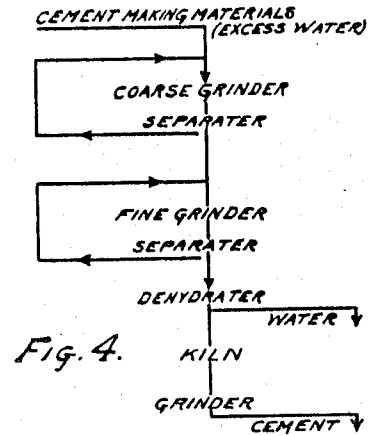 CEMENT MAKING MATERIALS
(EXCESS WATER)
COARSE GRINDER
SEPARATER
FINE GRINDER
SEPARATER
DEHYDRATER
WATER
FIG. 4.
KILN
GRINDER
CEMENT